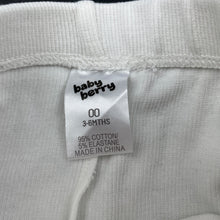 baby
berry
00
3-6MTHS
95% COTTON/
5% ELASTANE
MADE IN CHINA